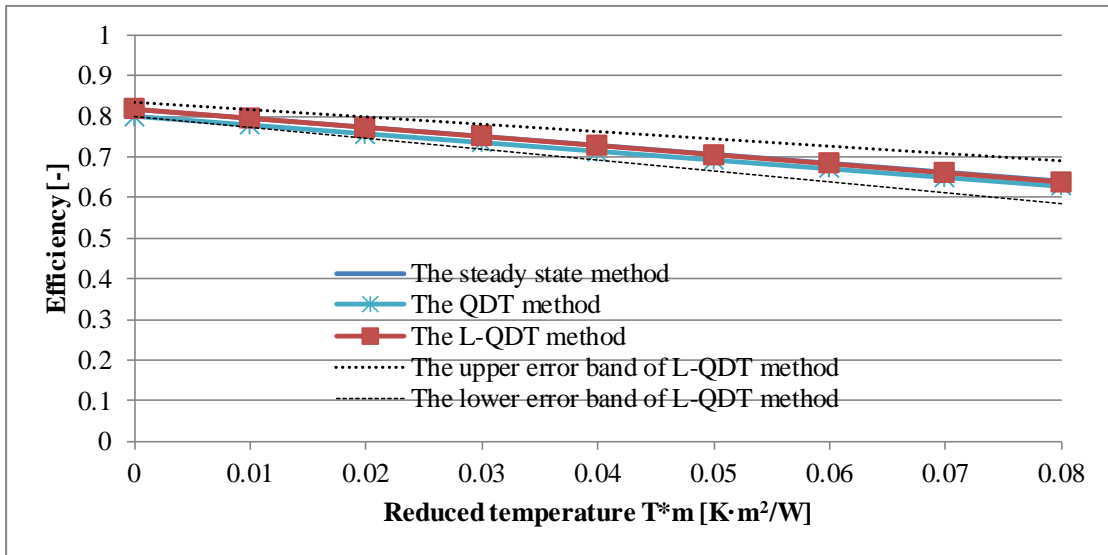 1
0.9
0.8
0.7
0.6
0.5
0.4
0.3
0.2
0.1
0
Efficiency [-]
The steady state method
The QDT method
The L-QDT method
The upper error band of L-QDT method
The lower error band of L-QDT method
0 0.01 0.02 0.03 0.04 0.05 0.06 0.07 0.08
Reduced temperature T*m [K·m²/W]